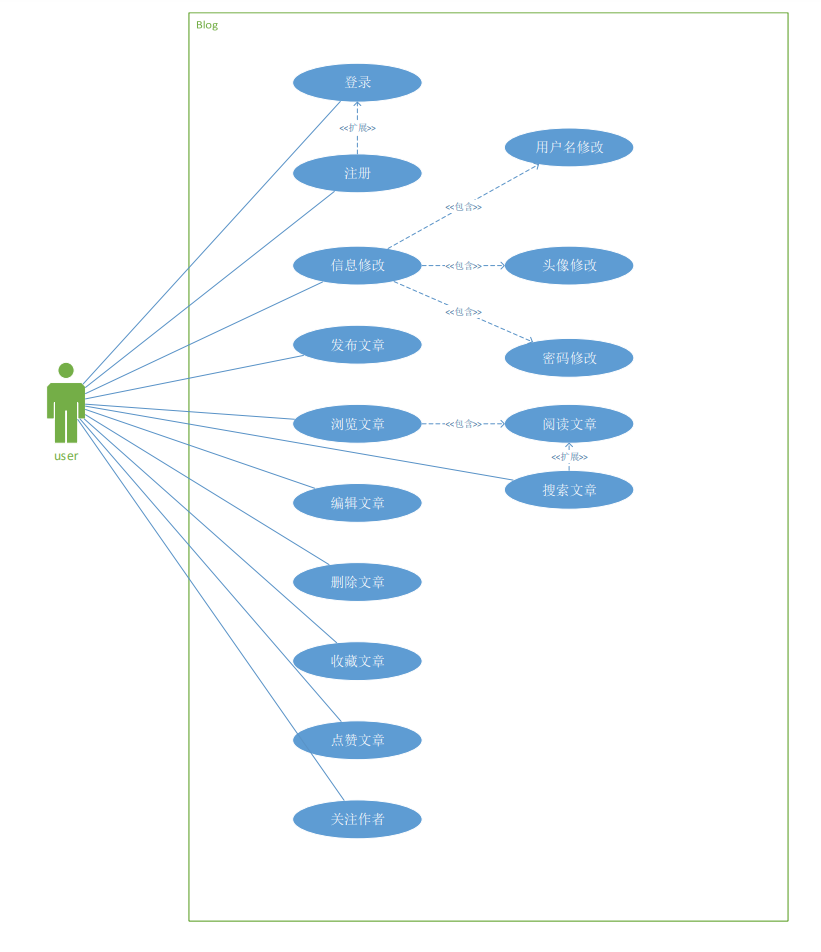 Blog
登录
<<扩展>>
用户名修改
注册
<<包含>>
信息修改
<<包含>>
头像修改
<<包含>>
发布文章
密码修改
浏览文章
<<包含>>
阅读文章
user
<<扩展>>
搜索文章
编辑文章
删除文章
收藏文章
点赞文章
关注作者